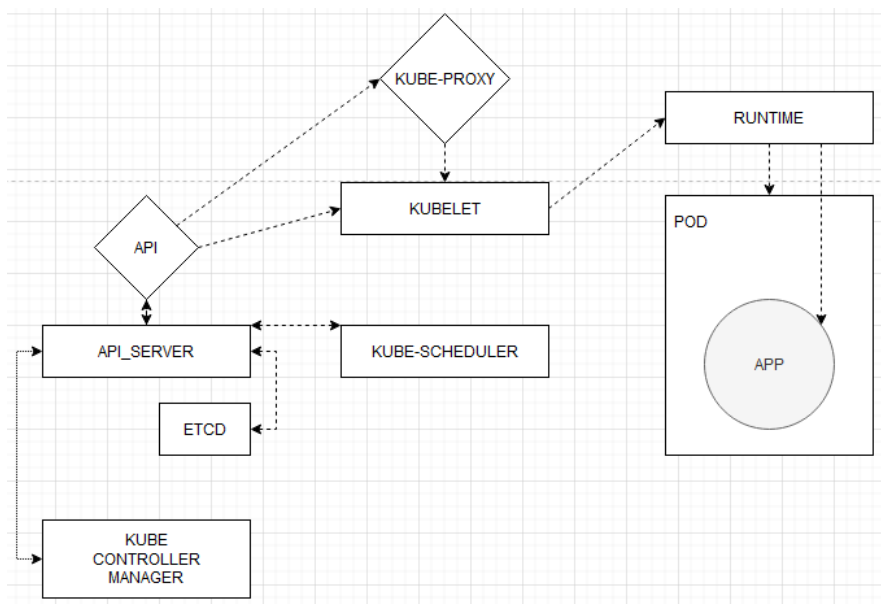 KUBE-PROXY
RUNTIME
KUBELET
POD
API
API_SERVER
KUBE-SCHEDULER
APP
ETCD
KUBE
CONTROLLER
MANAGER